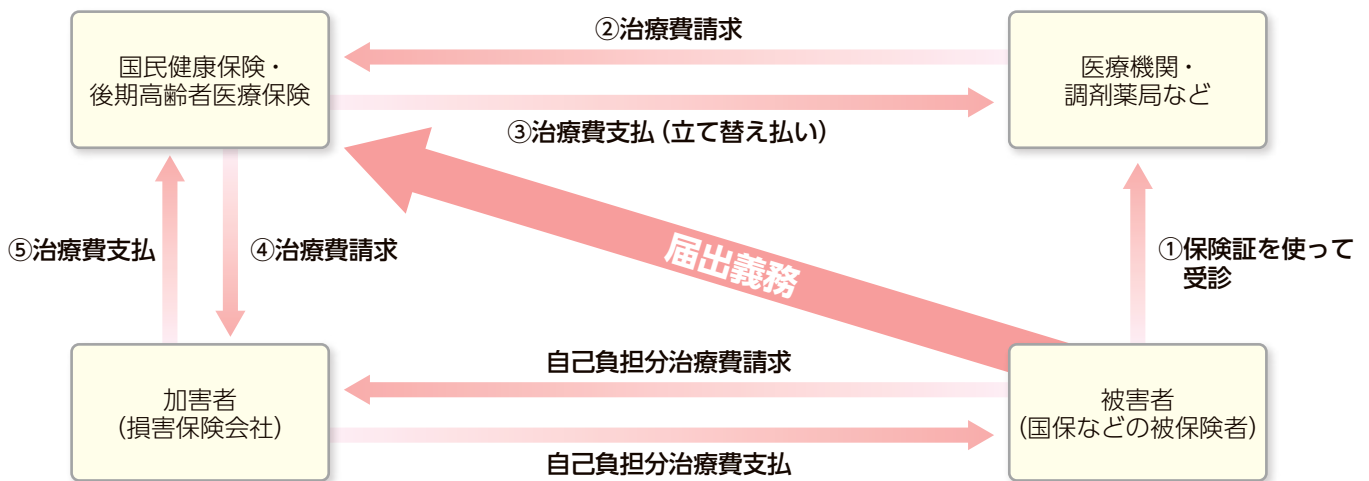 ②治療費請求
国民健康保険・
後期高齢者医療保険
医療機関・
調剤薬局など
③治療費支払（立て替え払い）
⑤治療費支払
④治療費請求
届出義務
①保険証を使って
受診
自己負担分治療費請求
加害者
（損害保険会社）
被害者
（国保などの被保険者）
自己負担分治療費支払